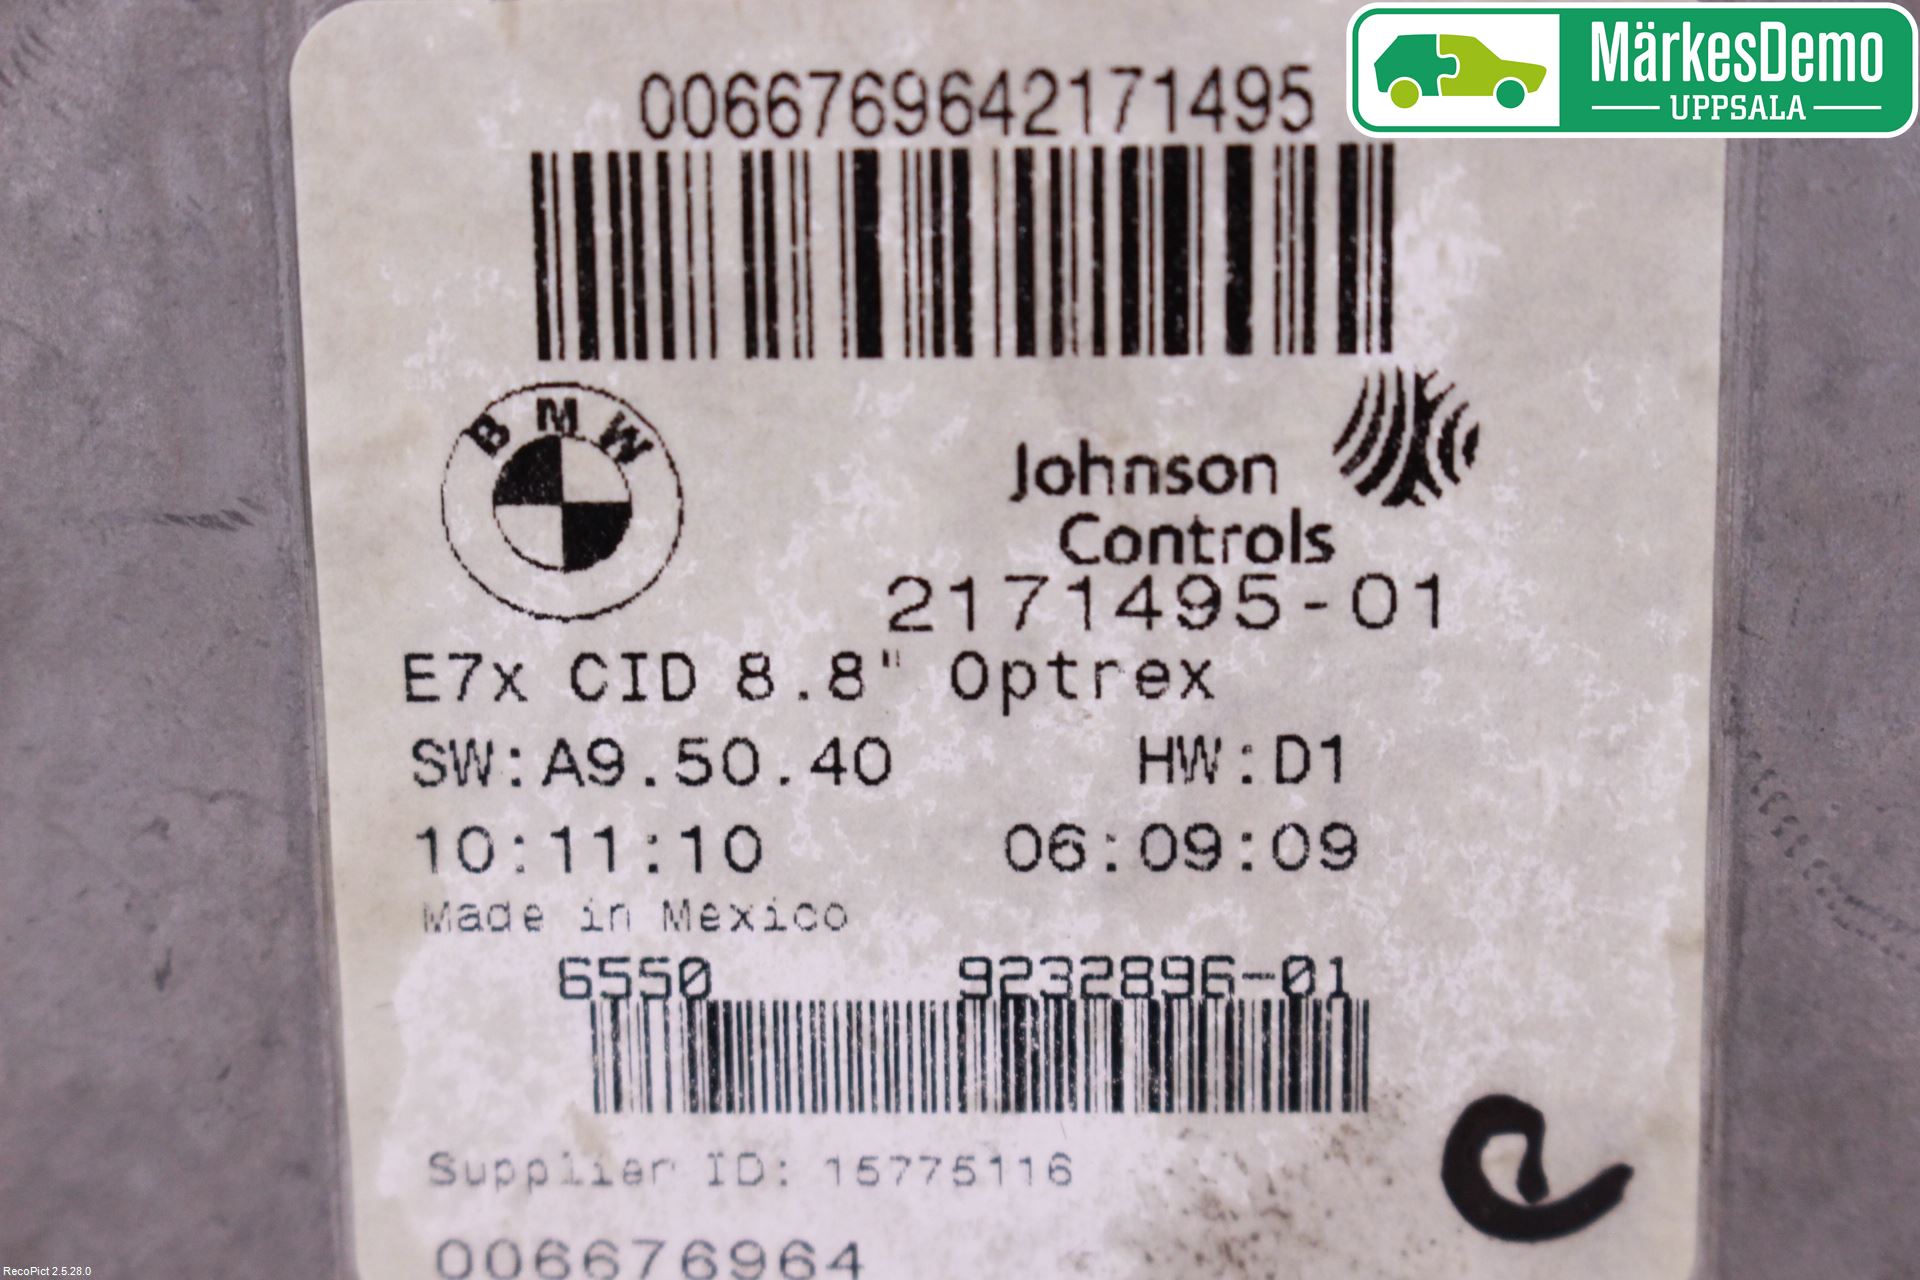 MärkesDemo
UPPSALA
0066769642171495
BMW
Johnson
Controls
2171495-01
E7x CID 8.8" Optrex
SW:A9.50.40 HW:D1
10:11:10 06:09:09
Made in Mexico
6550 9232896-01
Supplier ID: 15775116
006676964
RecoPict 2.5.28.0